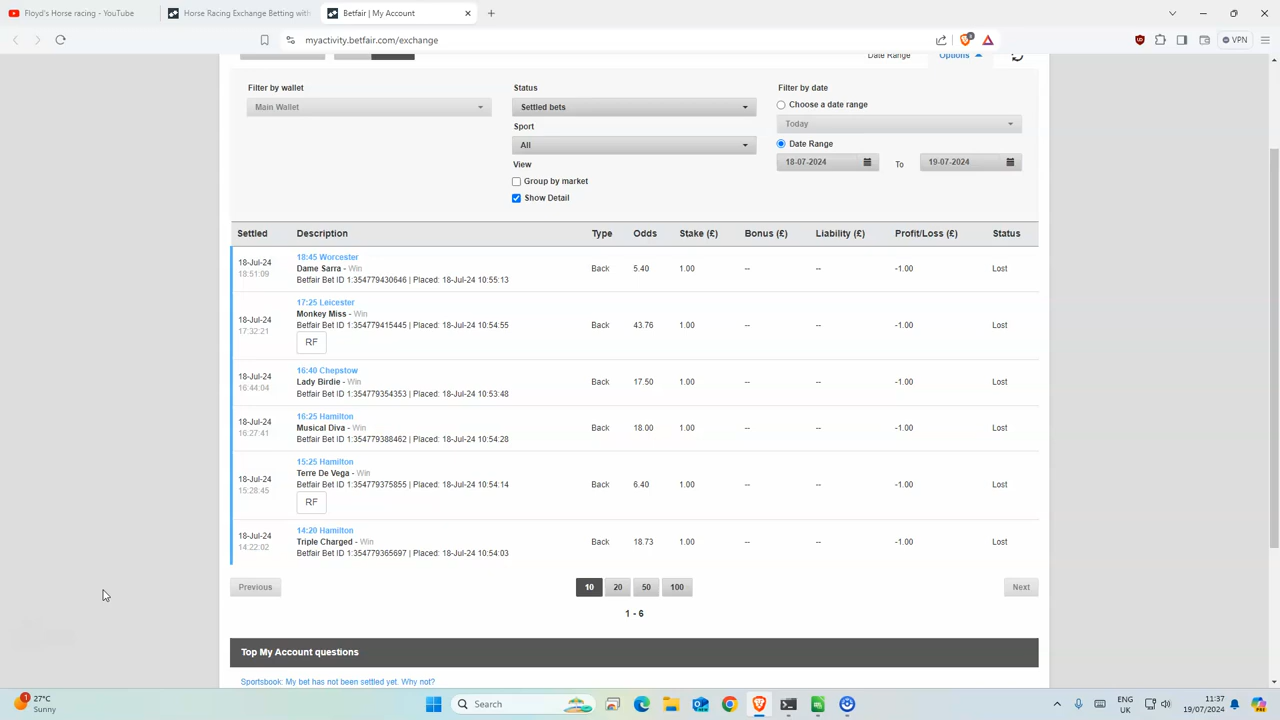 Floyd's Horse racing - YouTube
Horse Racing Exchange Betting with
Betfair | My Account
myactivity.betfair.com/exchange
VPN
Date Range
Options
Filter by wallet
Main Wallet
Status
Settled bets
Sport
All
View
Group by market
Show Detail
Filter by date
Choose a date range
Today
Date Range
18-07-2024 To 19-07-2024
Settled Description Type Odds Stake (£) Bonus (£) Liability (£) Profit/Loss (£) Status
18-Jul-24
18:51:09
18:45 Worcester
Dame Sarra - Win
Betfair Bet ID 1:354779430646 | Placed: 18-Jul-24 10:55:13
Back 5.40 1.00 -- -- -1.00 Lost
18-Jul-24
17:32:21
17:25 Leicester
Monkey Miss - Win
Betfair Bet ID 1:354779415445 | Placed: 18-Jul-24 10:54:55
RF
Back 43.76 1.00 -- -- -1.00 Lost
18-Jul-24
16:44:04
16:40 Chepstow
Lady Birdie - Win
Betfair Bet ID 1:354779354353 | Placed: 18-Jul-24 10:53:48
Back 17.50 1.00 -- -- -1.00 Lost
18-Jul-24
16:27:41
16:25 Hamilton
Musical Diva - Win
Betfair Bet ID 1:354779388462 | Placed: 18-Jul-24 10:54:28
Back 18.00 1.00 -- -- -1.00 Lost
18-Jul-24
15:28:45
15:25 Hamilton
Terre De Vega - Win
Betfair Bet ID 1:354779375855 | Placed: 18-Jul-24 10:54:14
RF
Back 6.40 1.00 -- -- -1.00 Lost
18-Jul-24
14:22:02
14:20 Hamilton
Triple Charged - Win
Betfair Bet ID 1:354779365697 | Placed: 18-Jul-24 10:54:03
Back 18.73 1.00 -- -- -1.00 Lost
Previous 10 20 50 100 Next
1 - 6
Top My Account questions
Sportsbook: My bet has not been settled yet. Why not?
27°C
Sunny
Search
ENG
UK
11:37
19/07/2024